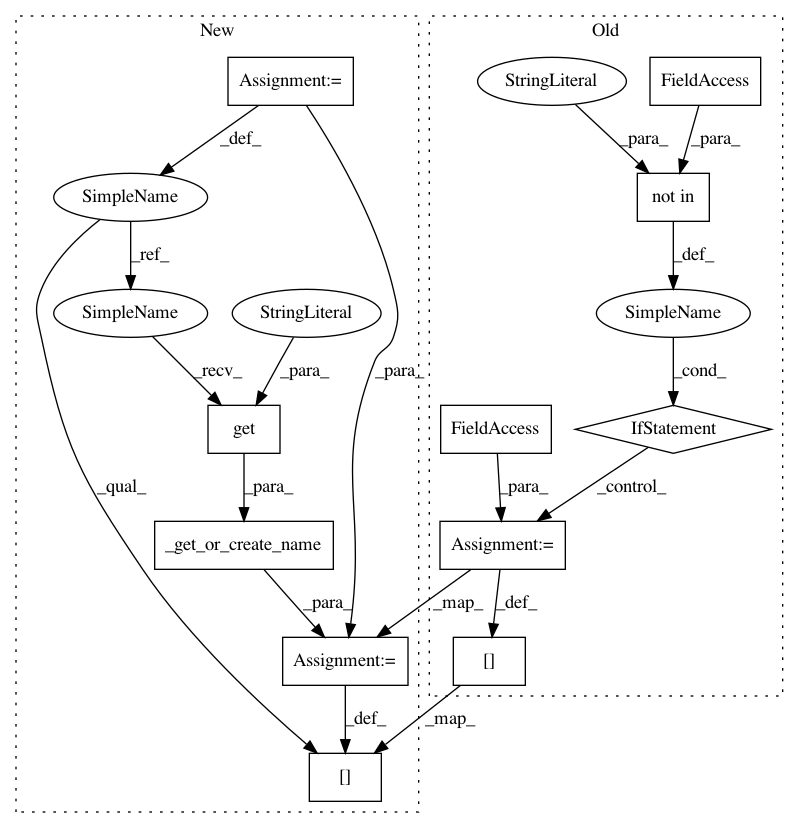 New
Old
Assignment:=
StringLiteral
FieldAccess
_def_
_para_
_para_
SimpleName
not in
_ref_
_def_
SimpleName
StringLiteral
SimpleName
_recv_
_para_
_para_
_cond_
get
FieldAccess
IfStatement
_qual_
_para_
_para_
_control_
_get_or_create_name
Assignment:=
_para_
_map_
_def_
Assignment:=
[]
_def_
_map_
[]